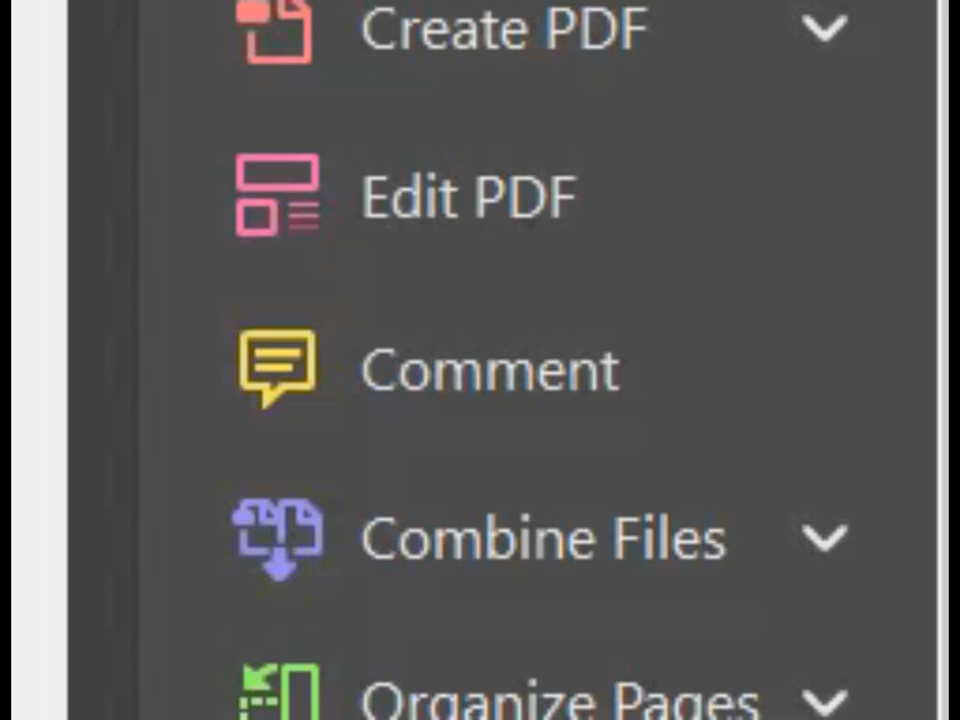 Create PDF
Edit PDF
Comment
Combine Files
Organize Pages